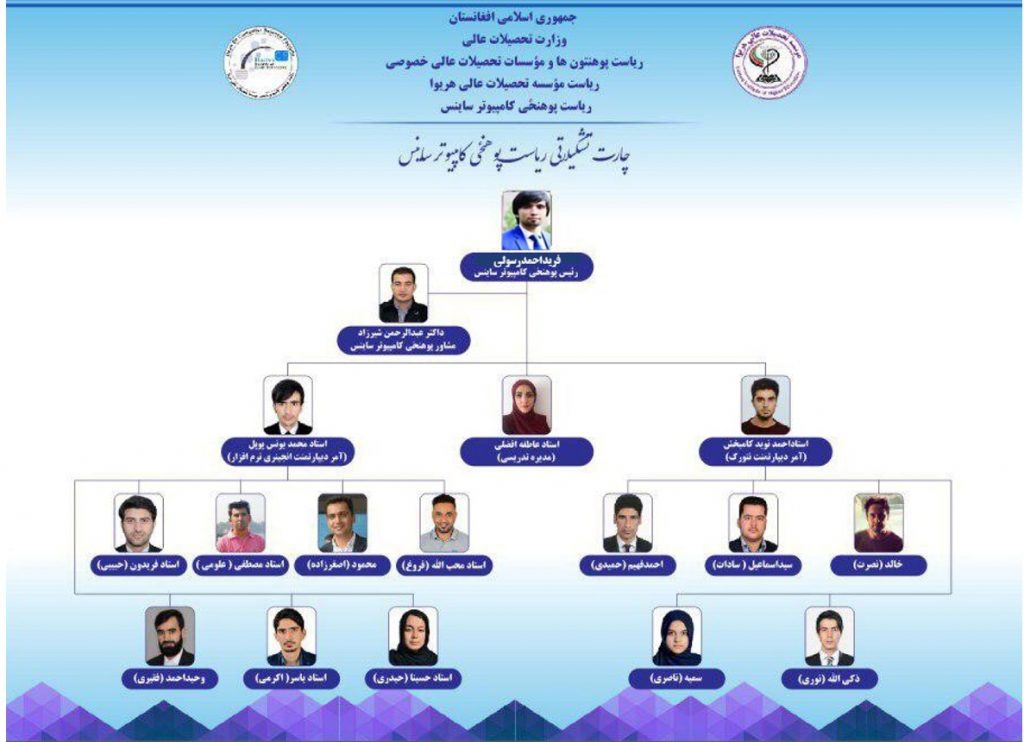 جمهوری اسلامی افغانستان
وزارت تحصیلات عالی
ریاست پوهنتون ها و مؤسسات تحصیلات عالی خصوصی
ریاست مؤسسه تحصیلات عالی هریوا
ریاست پوهنځی کامپیوتر ساینس
چارت تشکیلاتی ریاست پوهنځی کامپیوتر ساینس
فریداحمدرسولی
رئیس پوهنځی کامپیوتر ساینس
داکتر عبدالرحمن شیرزاد
مشاور پوهنځی کامپیوتر ساینس
استاداحمد نوید کامبخش
(آمر دیپارتمنت نتورک)
استاد عاطفه افضلی
(مدیره تدریسی)
استاد محمد یونس پوپل
(آمر دیپارتمنت انجینری نرم افزار)
خالد (نصرت)
سیداسماعیل ( سادات)
احمدفهیم (حمیدی)
استاد محب الله (فروغ)
محمود (اصغرزاده)
استاد مصطفی ( علومی )
استاد فریدون (حبیبی)
ذکی الله (نوری)
سمیه (ناصری)
استاد حسینا (حیدری)
استاد یاسر( اکرمی)
وحیداحمد (فقیری)